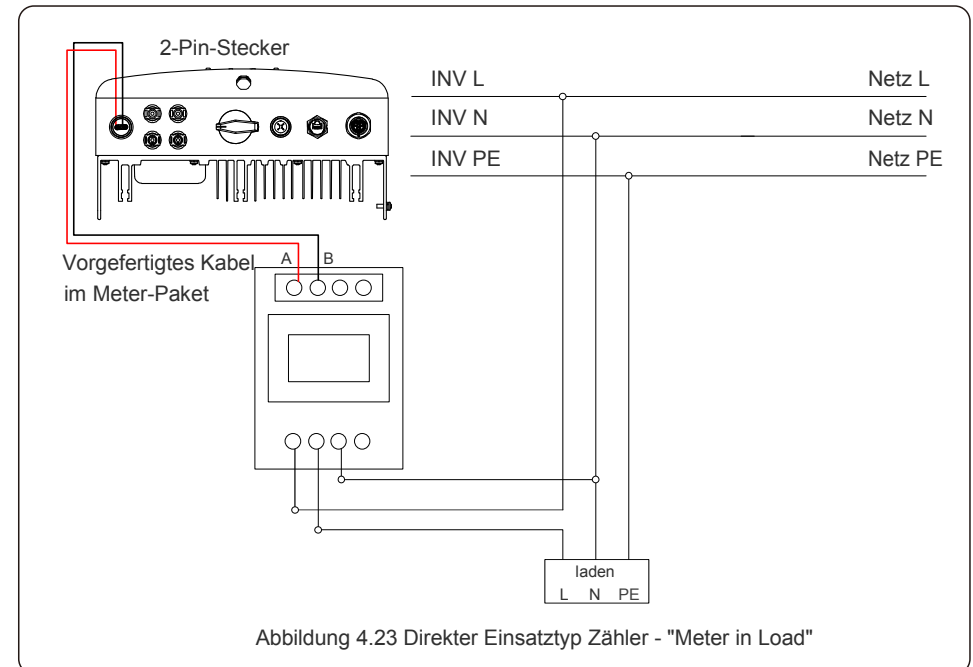 2-Pin-Stecker
INV L
Netz L
INV N
Netz N
INV PE
Netz PE
Vorgefertigtes Kabel
im Meter-Paket
A
B
laden
L N PE
Abbildung 4.23 Direkter Einsatztyp Zähler - "Meter in Load"